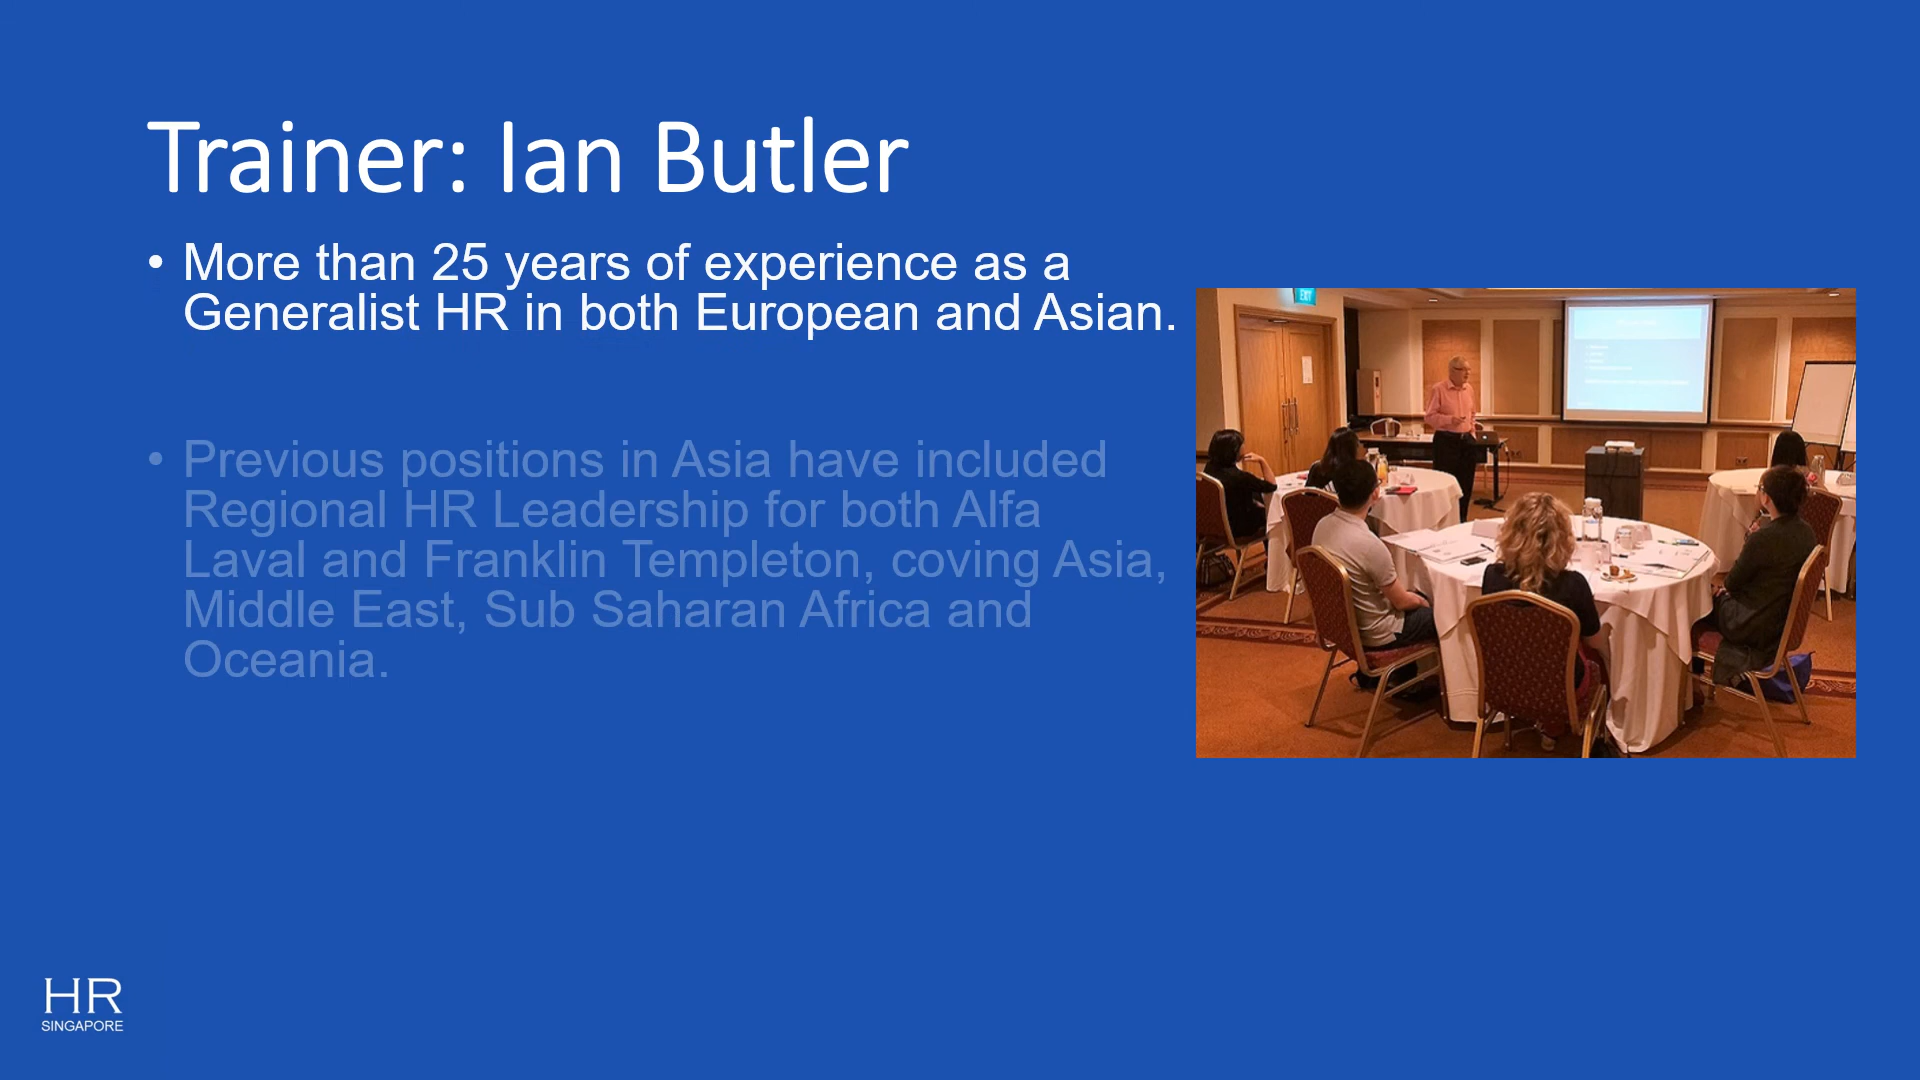 Trainer: Ian Butler
• More than 25 years of experience as a
Generalist HR in both European and Asian.
• Previous positions in Asia have included
Regional HR Leadership for both Alfa
Laval and Franklin Templeton, coving Asia,
Middle East, Sub Saharan Africa and
Oceania.
EXIT
HR
SINGAPORE